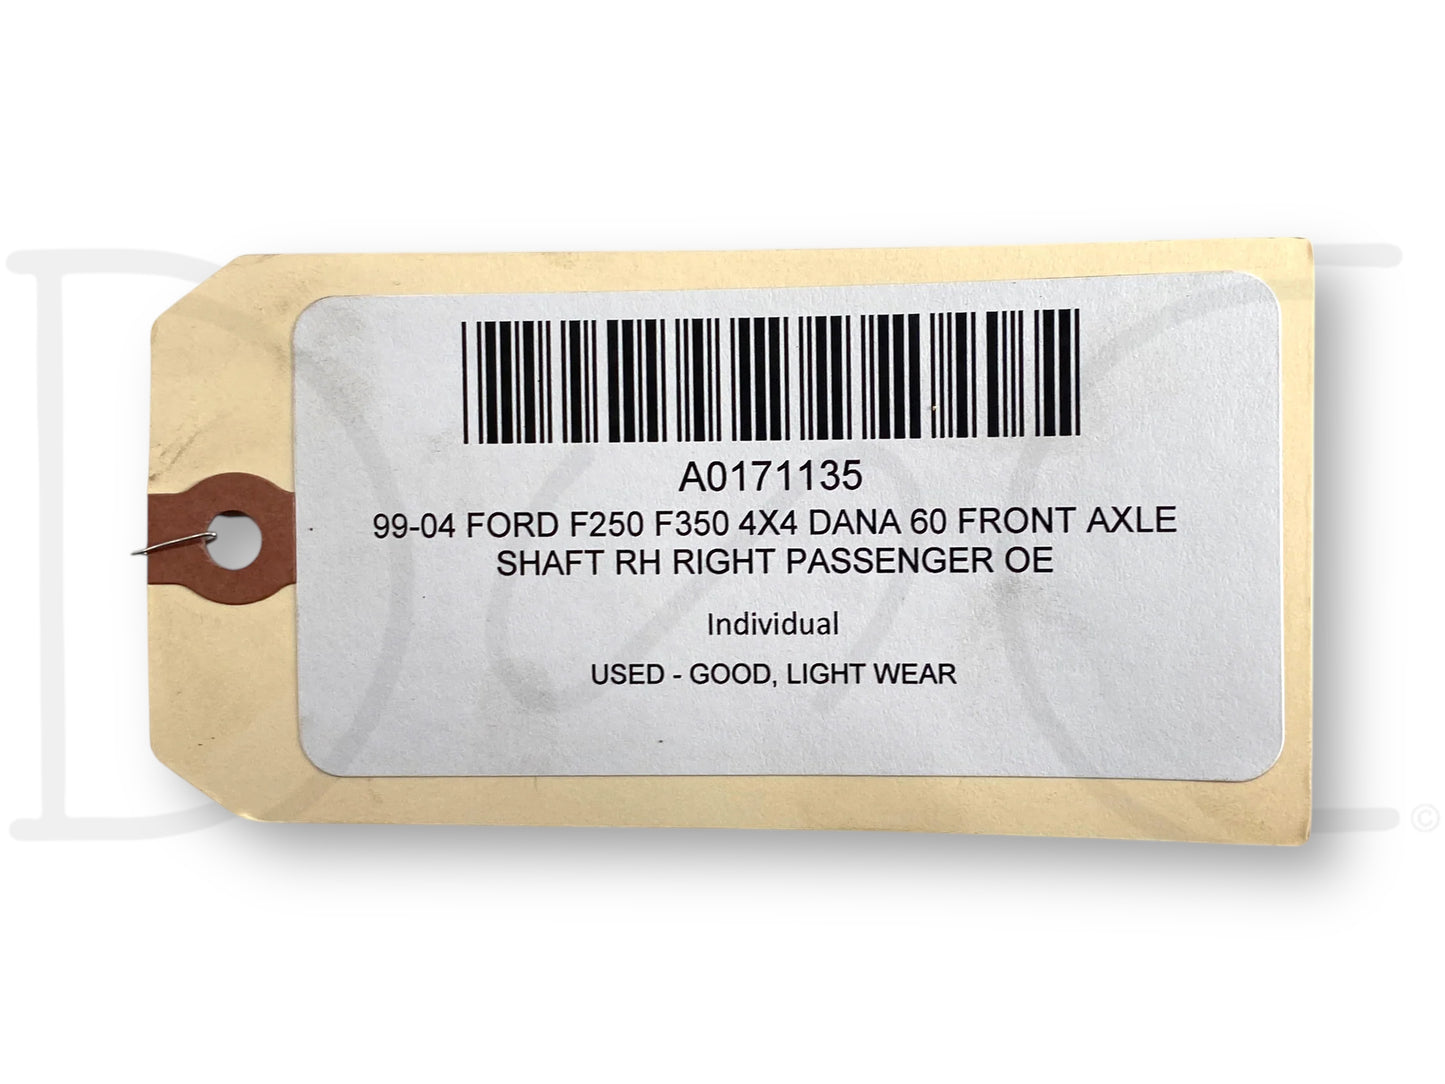 A0171135
99-04 FORD F250 F350 4X4 DANA 60 FRONT AXLE
SHAFT RH RIGHT PASSENGER OE
Individual
USED - GOOD, LIGHT WEAR
©